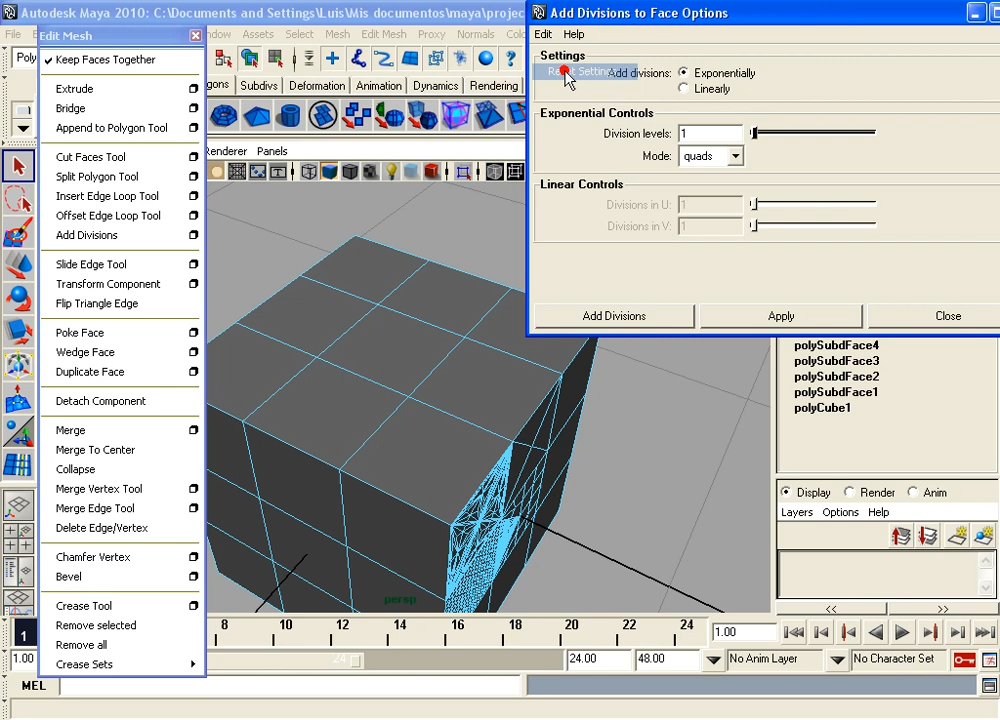 Autodesk Maya 2010: C:\Documents and Settings\Luis\Mis documentos\maya\projec
Add Divisions to Face Options
File
Edit Mesh
ndow Assets Select Mesh Edit Mesh Proxy Normals Color
Edit Help
Poly
Keep Faces Together
Settings
Add divisions: Exponentially
Linearly
gons Subdivs Deformation Animation Dynamics Rendering
Extrude
Bridge
Append to Polygon Tool
Cut Faces Tool
Split Polygon Tool
Insert Edge Loop Tool
Offset Edge Loop Tool
Add Divisions
Slide Edge Tool
Transform Component
Flip Triangle Edge
Poke Face
Wedge Face
Duplicate Face
Detach Component
Merge
Merge To Center
Collapse
Merge Vertex Tool
Merge Edge Tool
Delete Edge/Vertex
Chamfer Vertex
Bevel
Crease Tool
Remove selected
Remove all
Crease Sets
Exponential Controls
Division levels: 1
Mode: quads
Linear Controls
Divisions in U: 1
Divisions in V: 1
Add Divisions Apply Close
Renderer Panels
persp
polySubdFace4
polySubdFace3
polySubdFace2
polySubdFace1
polyCube1
Display Render Anim
Layers Options Help
<< >>
1 8 10 12 14 16 18 20 22 24 1.00
1.00 24 24.00 48.00 No Anim Layer No Character Set
MEL